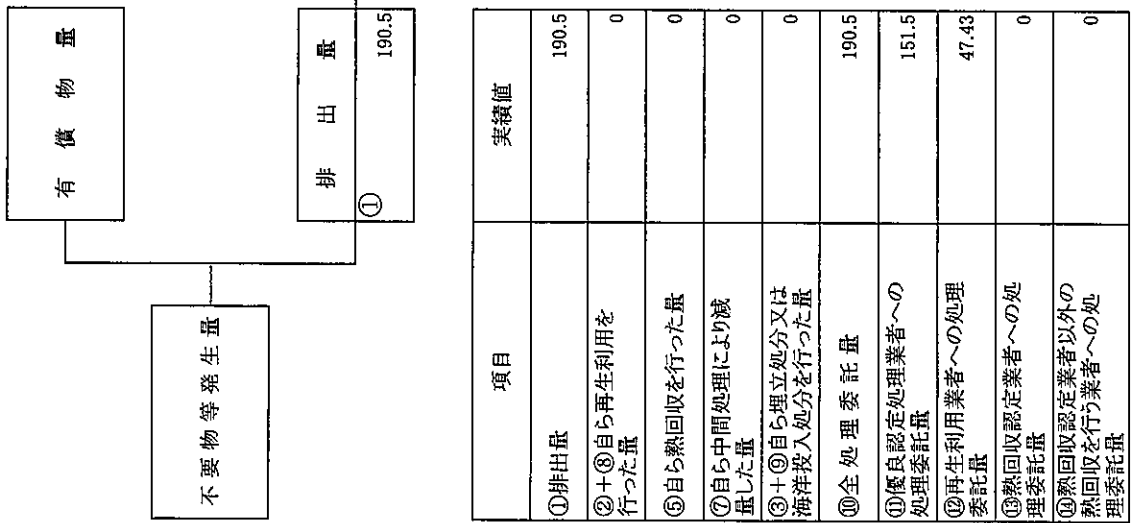 有償物量
不要物等発生量
排出量
①
190.5
項目
実績値
①排出量
190.5
②+⑧自ら再生利用を
行った量
0
⑤自ら熱回収を行った量
0
⑦自ら中間処理により減
量した量
0
③+⑨自ら埋立処分又は
海洋投入処分を行った量
0
⑩全処理委託量
190.5
⑪優良認定処理業者への
処理委託量
151.5
⑫再生利用業者への処理
委託量
47.43
⑬熱回収認定業者への処
理委託量
0
⑭熱回収認定業者以外の
熱回収を行う業者への処
理委託量
0